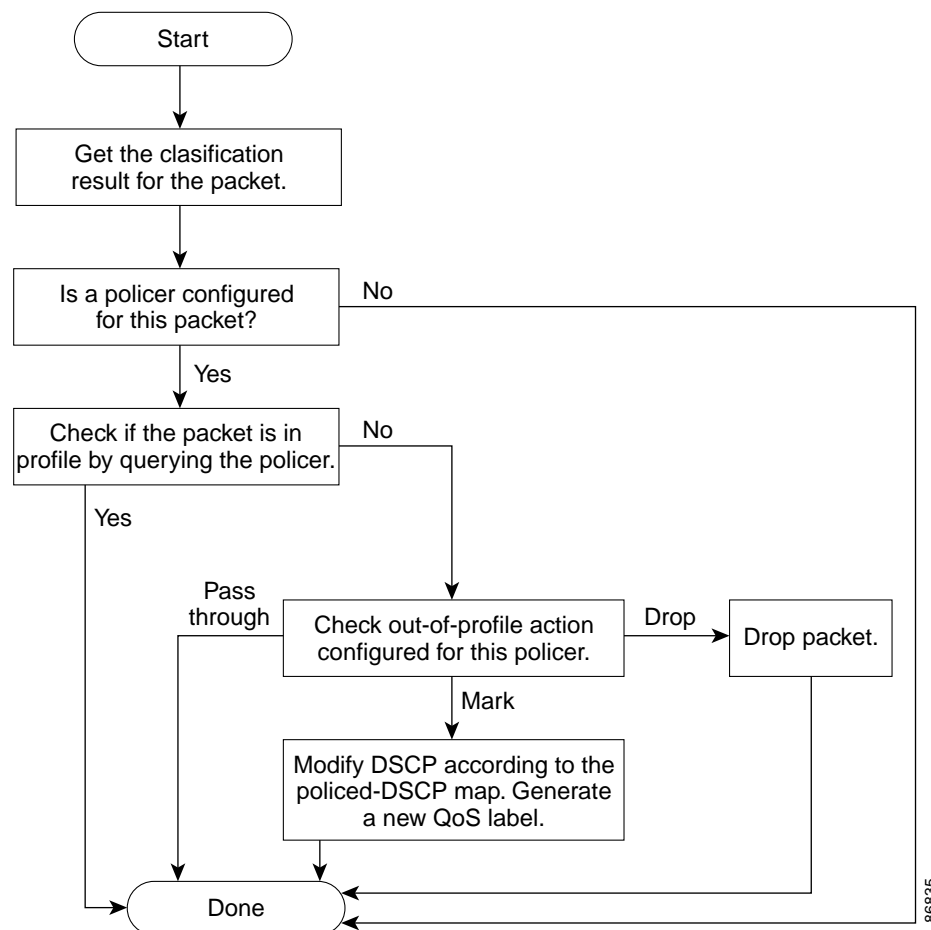 Start
Get the clasification
result for the packet.
Is a policer configured
for this packet?
No
Yes
Check if the packet is in
profile by querying the policer.
No
Yes
Pass
through
Check out-of-profile action
configured for this policer.
Drop
Drop packet.
Mark
Modify DSCP according to the
policed-DSCP map. Generate
a new QoS label.
Done
86835